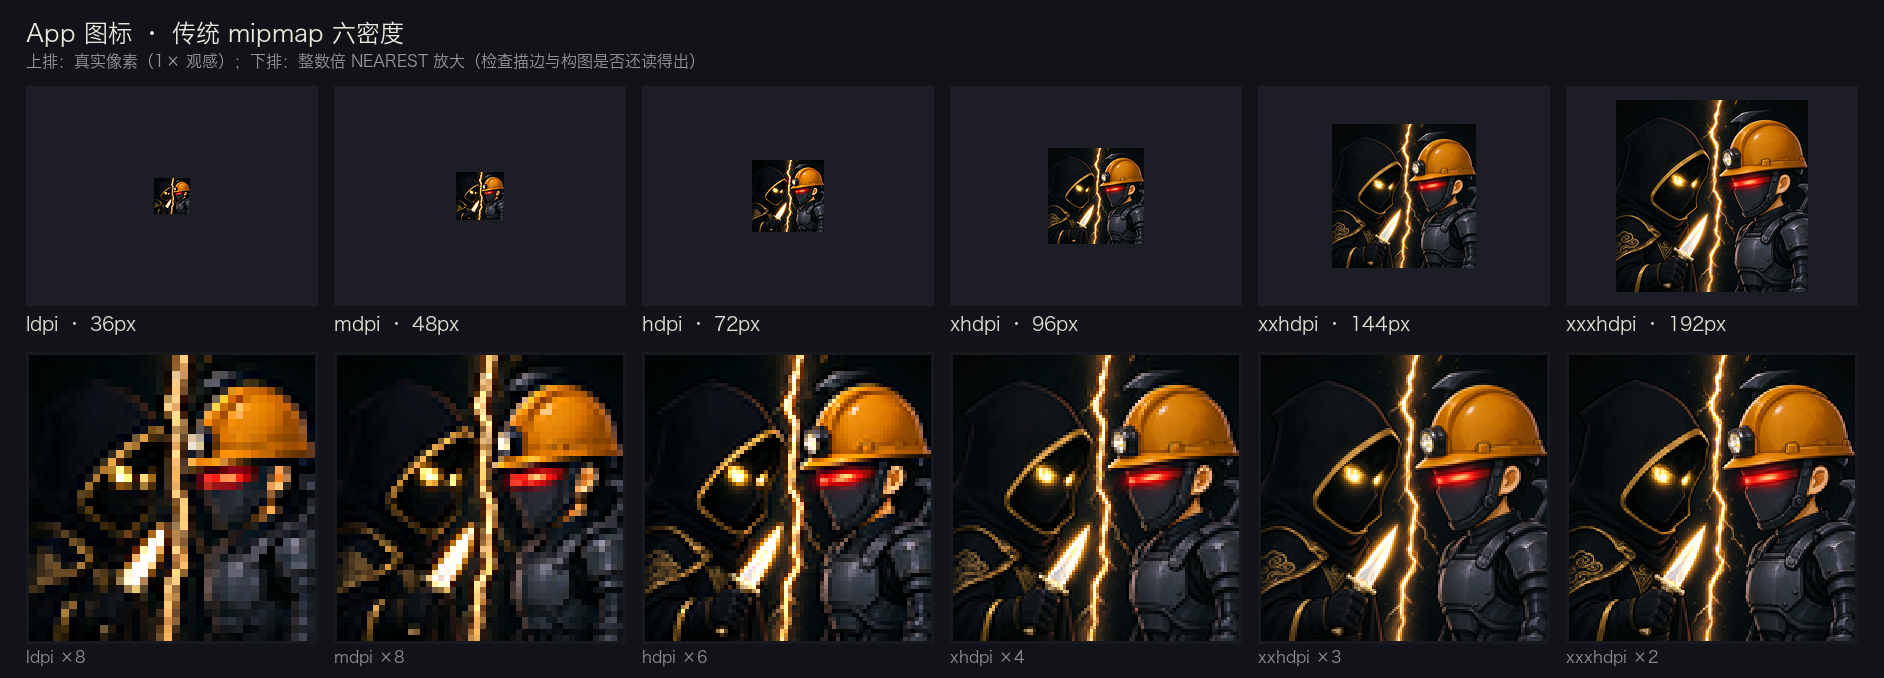 App 图标 · 传统 mipmap 六密度
上排：真实像素（1× 观感）；下排：整数倍 NEAREST 放大（检查描边与构图是否还读得出）
ldpi · 36px
mdpi · 48px
hdpi · 72px
xhdpi · 96px
xxhdpi · 144px
xxxhdpi · 192px
ldpi ×8
mdpi ×8
hdpi ×6
xhdpi ×4
xxhdpi ×3
xxxhdpi ×2